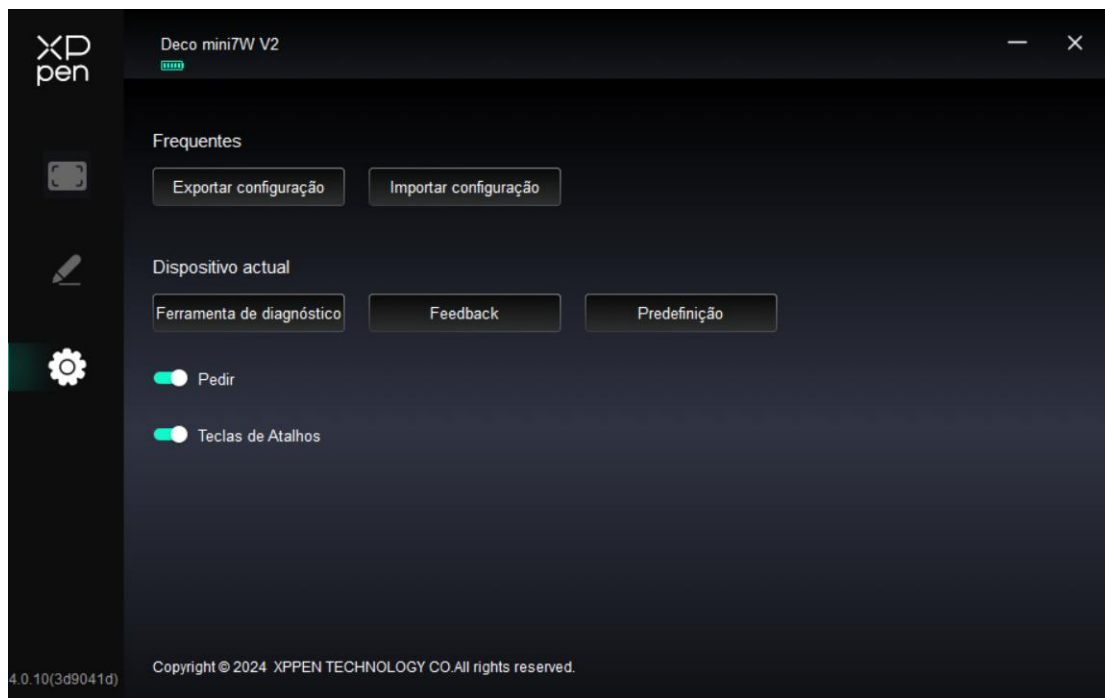 XP
pen
Deco mini7W V2
Frequentes
Exportar configuração
Importar configuração
Dispositivo actual
Ferramenta de diagnóstico
Feedback
Predefinição
Pedir
Teclas de Atalhos
Copyright © 2024 XPPEN TECHNOLOGY CO.All rights reserved.
4.0.10(3d9041d)